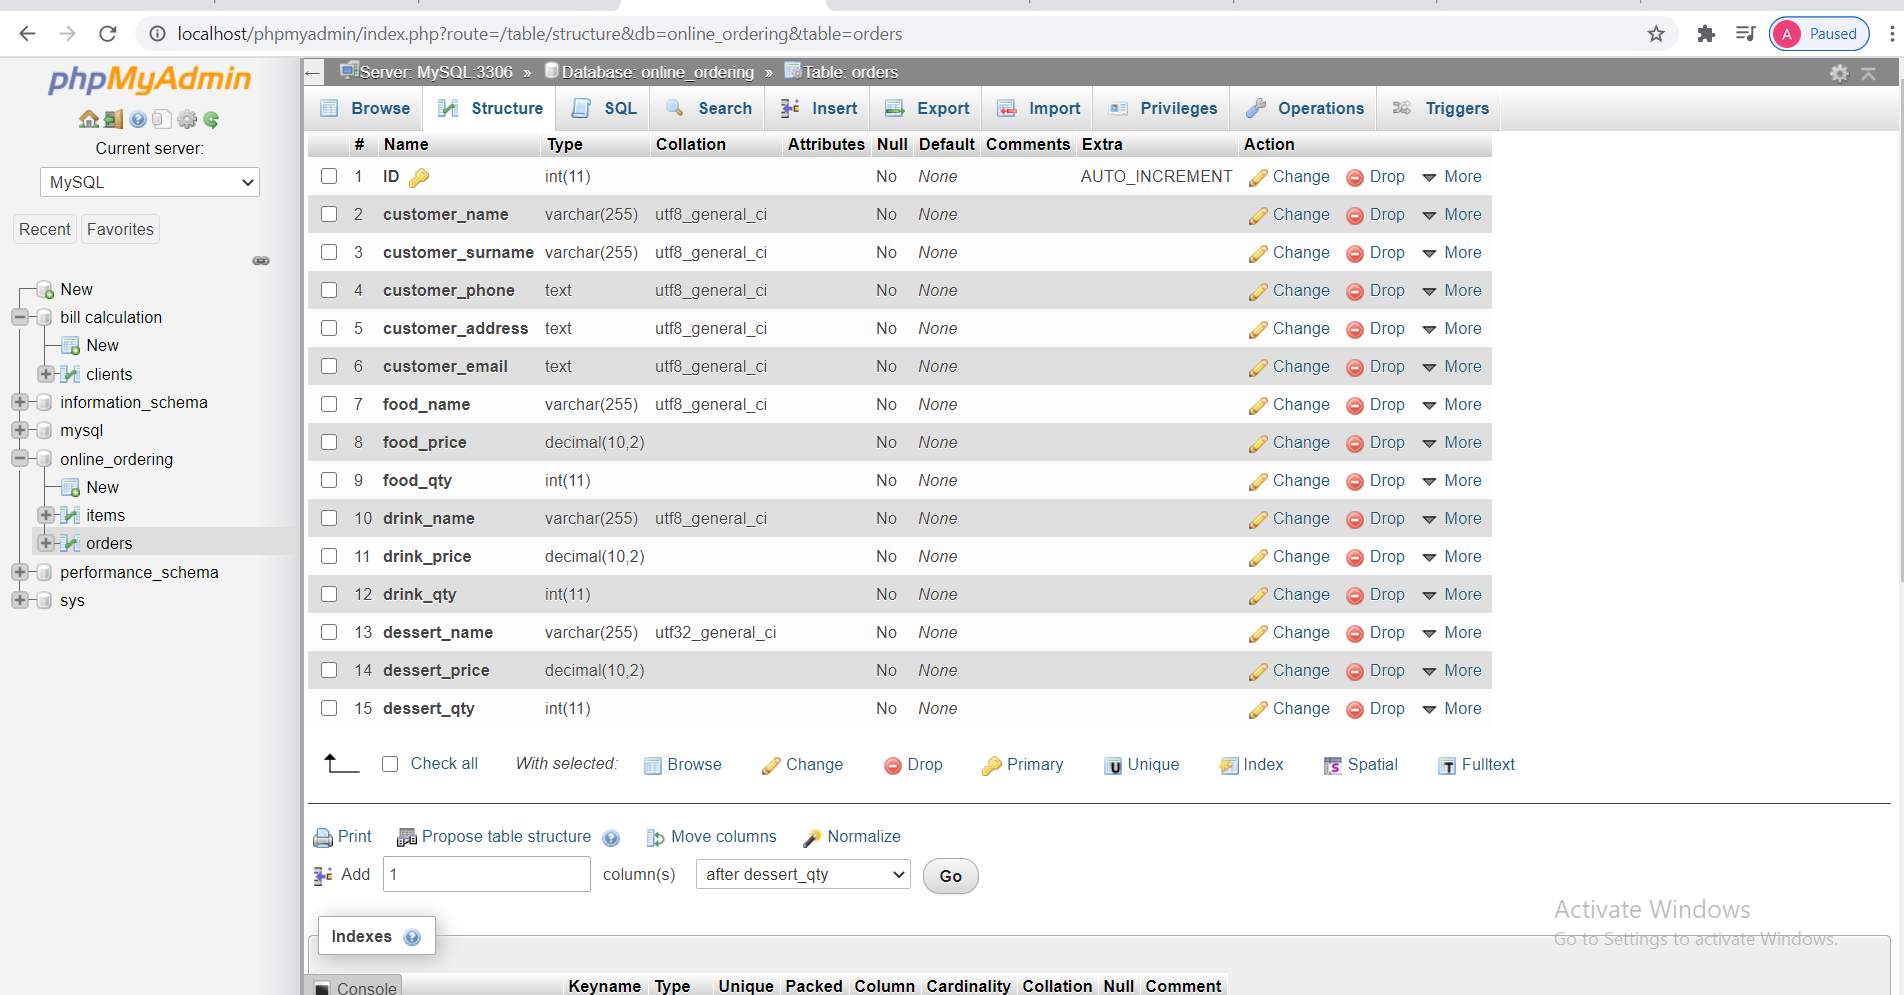 localhost/phpmyadmin/index.php?route=/table/structure&db=online_ordering&table=orders
A Paused
phpMyAdmin
Current server:
MySQL
Recent Favorites
New
bill calculation
New
clients
information_schema
mysql
online_ordering
New
items
orders
performance_schema
sys
Server: MySQL:3306 » Database: online_ordering » Table: orders
Browse Structure SQL Search Insert Export Import Privileges Operations Triggers
# Name Type Collation Attributes Null Default Comments Extra Action
1 ID int(11) No None AUTO_INCREMENT Change Drop More
2 customer_name varchar(255) utf8_general_ci No None Change Drop More
3 customer_surname varchar(255) utf8_general_ci No None Change Drop More
4 customer_phone text utf8_general_ci No None Change Drop More
5 customer_address text utf8_general_ci No None Change Drop More
6 customer_email text utf8_general_ci No None Change Drop More
7 food_name varchar(255) utf8_general_ci No None Change Drop More
8 food_price decimal(10,2) No None Change Drop More
9 food_qty int(11) No None Change Drop More
10 drink_name varchar(255) utf8_general_ci No None Change Drop More
11 drink_price decimal(10,2) No None Change Drop More
12 drink_qty int(11) No None Change Drop More
13 dessert_name varchar(255) utf32_general_ci No None Change Drop More
14 dessert_price decimal(10,2) No None Change Drop More
15 dessert_qty int(11) No None Change Drop More
Check all With selected: Browse Change Drop Primary Unique Index Spatial Fulltext
Print Propose table structure Move columns Normalize
Add 1 column(s) after dessert_qty Go
Activate Windows
Go to Settings to activate Windows.
Indexes
Console
Keyname Type Unique Packed Column Cardinality Collation Null Comment